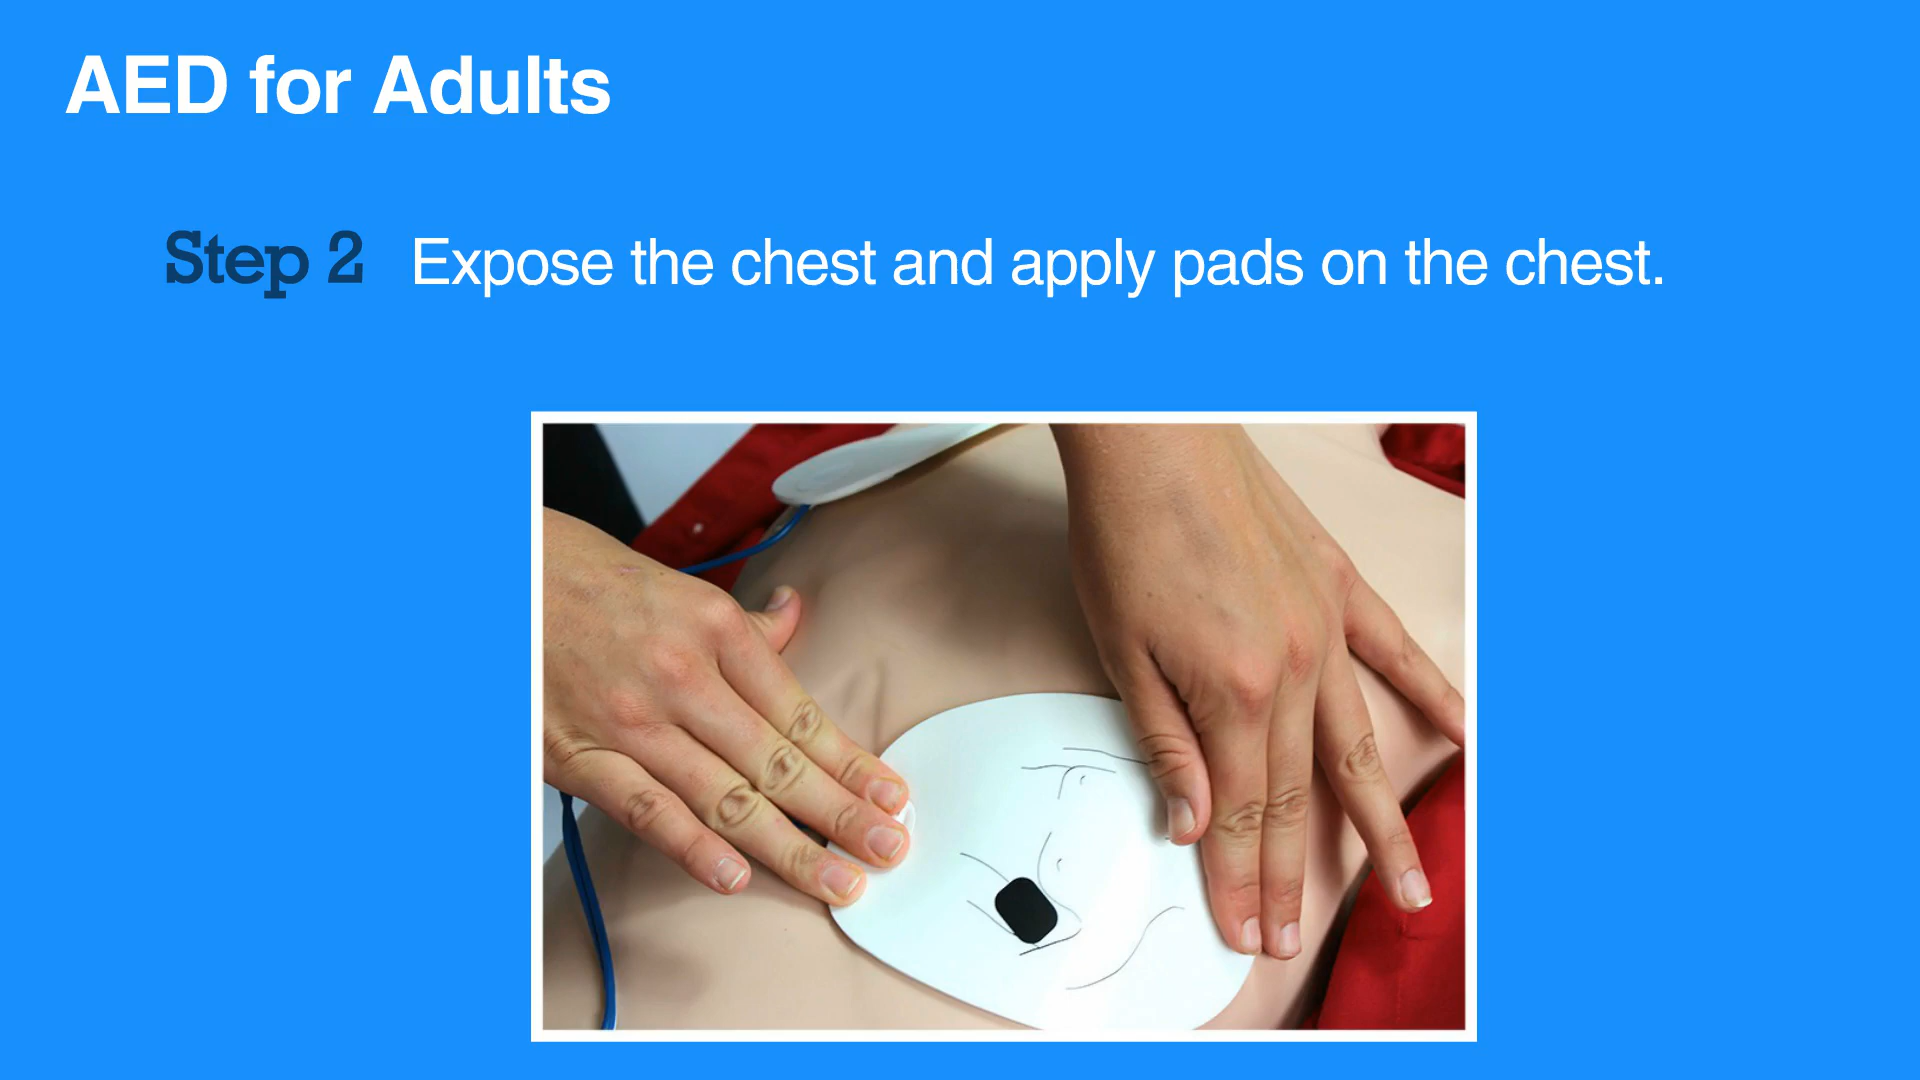 AED for Adults
Step 2 Expose the chest and apply pads on the chest.